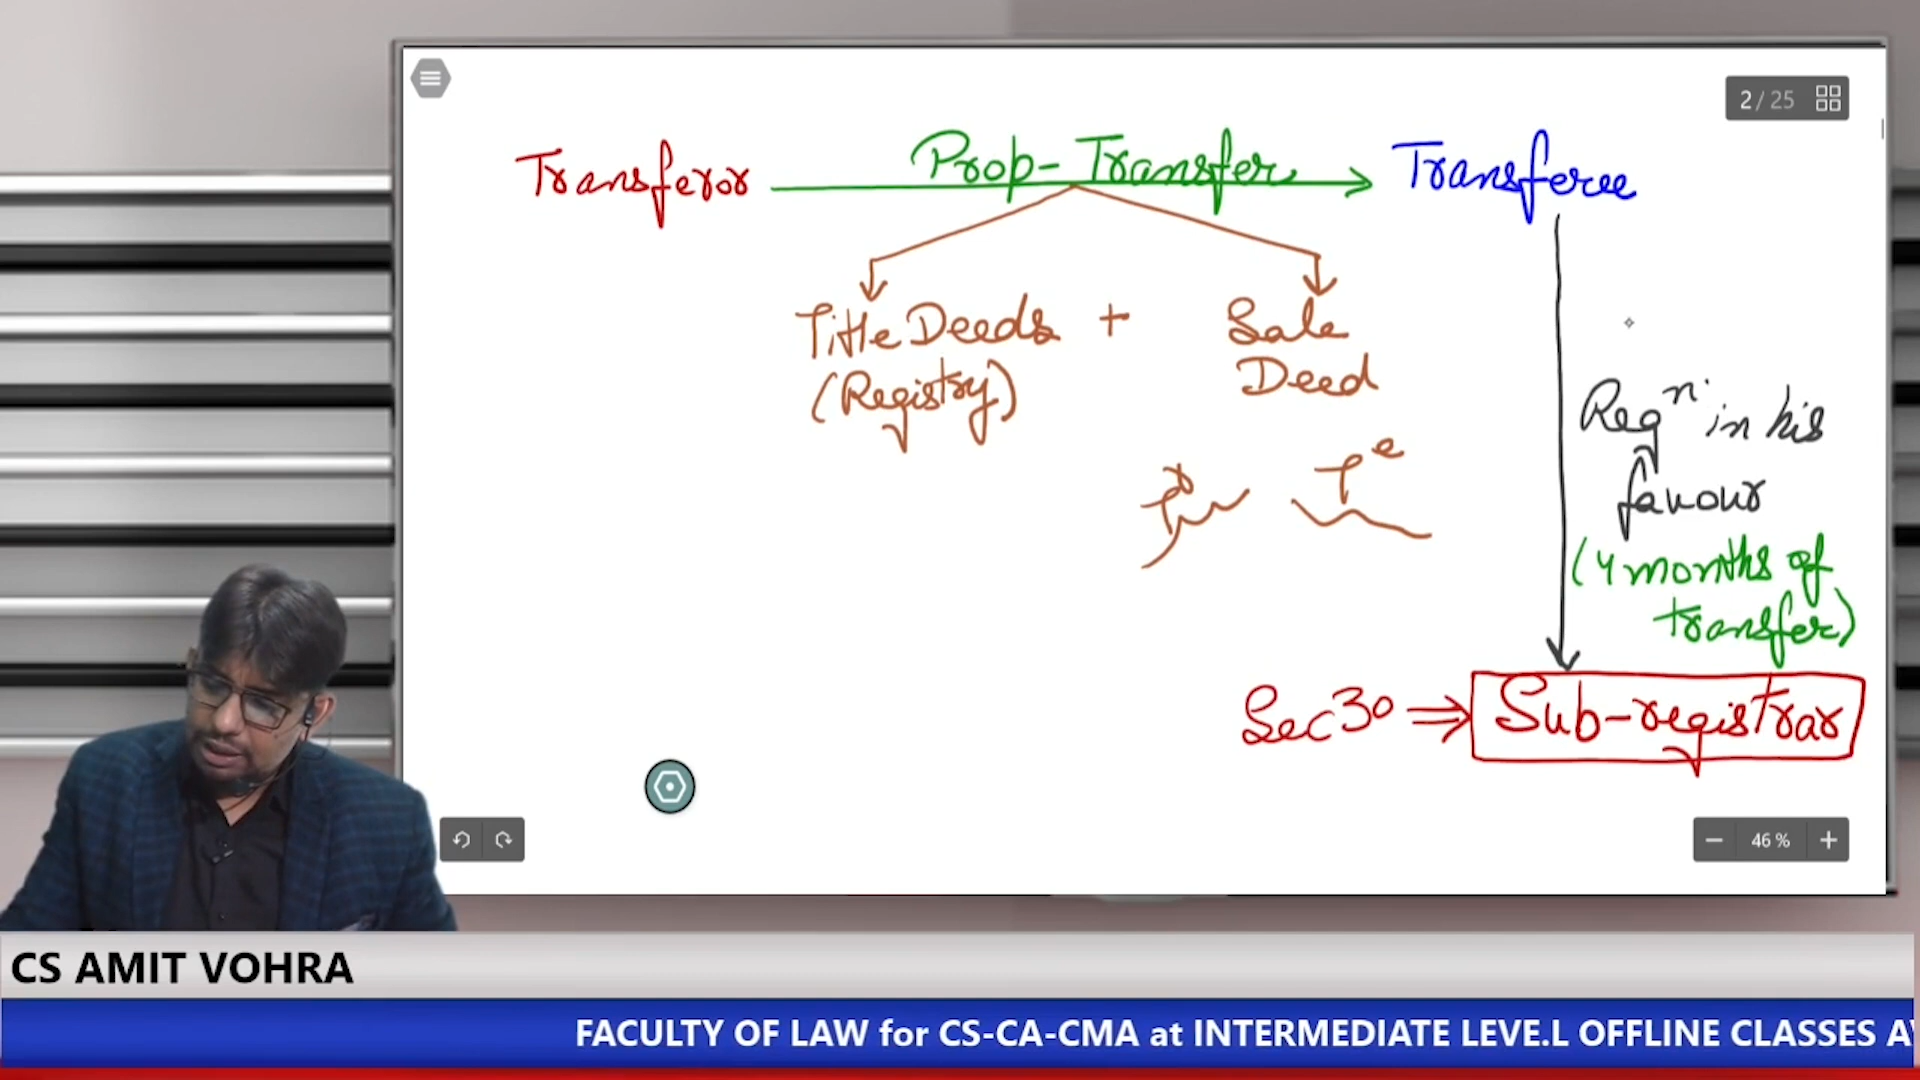 2 / 25
Transferor
Prop-Transfer
Transferee
Title Deeds + Sale
(Registry) Deed
Tr Te
Regn in his
favour
(4 months of
transfer)
Sec 30 ⇒ Sub-registrar
46 %
CS AMIT VOHRA
FACULTY OF LAW for CS-CA-CMA at INTERMEDIATE LEVE.L OFFLINE CLASSES A